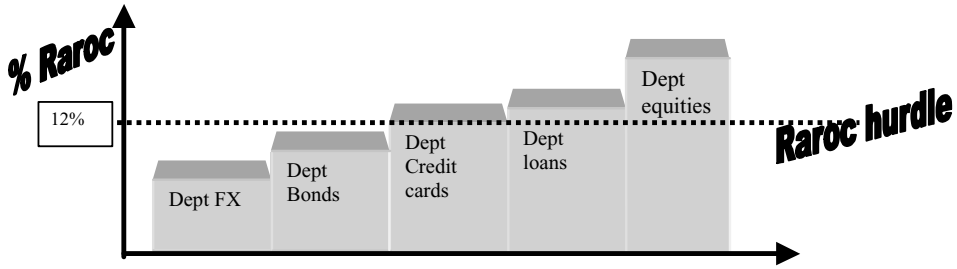 % Raroc
12%
Dept FX
Dept
Bonds
Dept
Credit
cards
Dept
loans
Dept
equities
Raroc hurdle